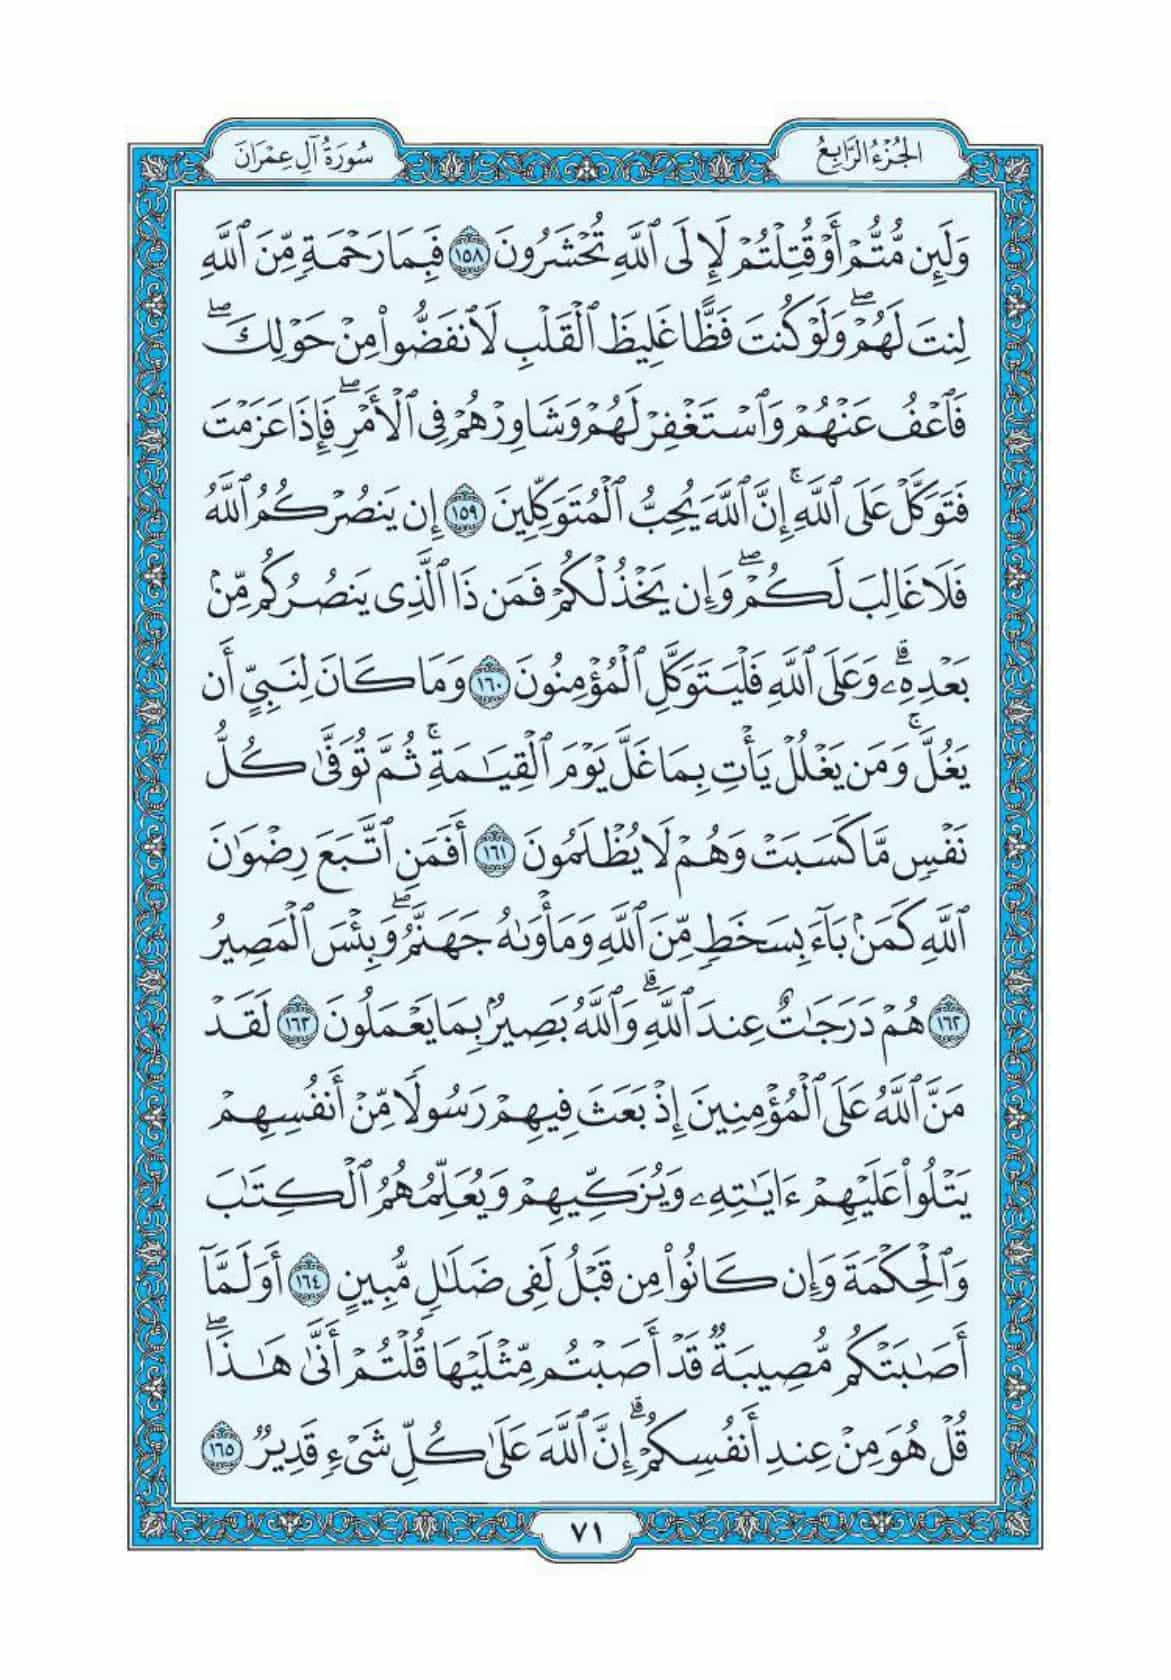 الجُزْءُ الرَّابِعُ
سُورَةُ آلِ عِمْرَانَ
وَلَئِن مُّتُّمْ أَوْ قُتِلْتُمْ لَإِلَى ٱللَّهِ تُحْشَرُونَ ١٥٨ فَبِمَا رَحْمَةٍ مِّنَ ٱللَّهِ
لِنتَ لَهُمْ ۖ وَلَوْ كُنتَ فَظًّا غَلِيظَ ٱلْقَلْبِ لَٱنفَضُّوا۟ مِنْ حَوْلِكَ ۖ
فَٱعْفُ عَنْهُمْ وَٱسْتَغْفِرْ لَهُمْ وَشَاوِرْهُمْ فِى ٱلْأَمْرِ ۖ فَإِذَا عَزَمْتَ
فَتَوَكَّلْ عَلَى ٱللَّهِ ۚ إِنَّ ٱللَّهَ يُحِبُّ ٱلْمُتَوَكِّلِينَ ١٥٩ إِن يَنصُرْكُمُ ٱللَّهُ
فَلَا غَالِبَ لَكُمْ ۖ وَإِن يَخْذُلْكُمْ فَمَن ذَا ٱلَّذِى يَنصُرُكُم مِّنۢ
بَعْدِهِۦ ۗ وَعَلَى ٱللَّهِ فَلْيَتَوَكَّلِ ٱلْمُؤْمِنُونَ ١٦٠ وَمَا كَانَ لِنَبِىٍّ أَن
يَغُلَّ ۚ وَمَن يَغْلُلْ يَأْتِ بِمَا غَلَّ يَوْمَ ٱلْقِيَـٰمَةِ ۚ ثُمَّ تُوَفَّىٰ كُلُّ
نَفْسٍ مَّا كَسَبَتْ وَهُمْ لَا يُظْلَمُونَ ١٦١ أَفَمَنِ ٱتَّبَعَ رِضْوَٰنَ
ٱللَّهِ كَمَنۢ بَآءَ بِسَخَطٍ مِّنَ ٱللَّهِ وَمَأْوَىٰهُ جَهَنَّمُ ۖ وَبِئْسَ ٱلْمَصِيرُ
١٦٢ هُمْ دَرَجَـٰتٌ عِندَ ٱللَّهِ ۗ وَٱللَّهُ بَصِيرٌۢ بِمَا يَعْمَلُونَ ١٦٣ لَقَدْ
مَنَّ ٱللَّهُ عَلَى ٱلْمُؤْمِنِينَ إِذْ بَعَثَ فِيهِمْ رَسُولًا مِّنْ أَنفُسِهِمْ
يَتْلُوا۟ عَلَيْهِمْ ءَايَـٰتِهِۦ وَيُزَكِّيهِمْ وَيُعَلِّمُهُمُ ٱلْكِتَـٰبَ
وَٱلْحِكْمَةَ وَإِن كَانُوا۟ مِن قَبْلُ لَفِى ضَلَـٰلٍ مُّبِينٍ ١٦٤ أَوَلَمَّآ
أَصَـٰبَتْكُم مُّصِيبَةٌ قَدْ أَصَبْتُم مِّثْلَيْهَا قُلْتُمْ أَنَّىٰ هَـٰذَا ۖ
قُلْ هُوَ مِنْ عِندِ أَنفُسِكُمْ ۗ إِنَّ ٱللَّهَ عَلَىٰ كُلِّ شَىْءٍ قَدِيرٌ ١٦٥
٧١